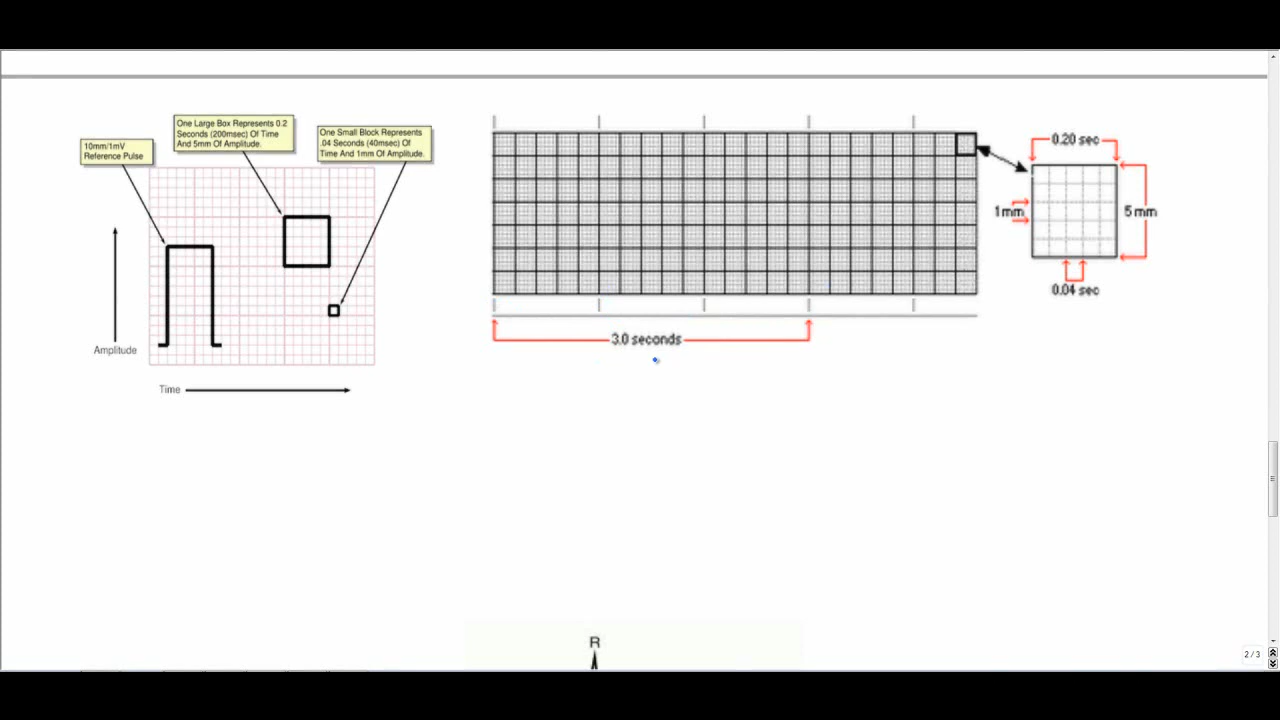 10mm/1mV
Reference Pulse
One Large Box Represents 0.2
Seconds (200msec) Of Time
And 5mm Of Amplitude.
One Small Block Represents
.04 Seconds (40msec) Of
Time And 1mm Of Amplitude.
Amplitude
Time
3.0 seconds
0.20 sec
1mm
5 mm
0.04 sec
R
2 / 3